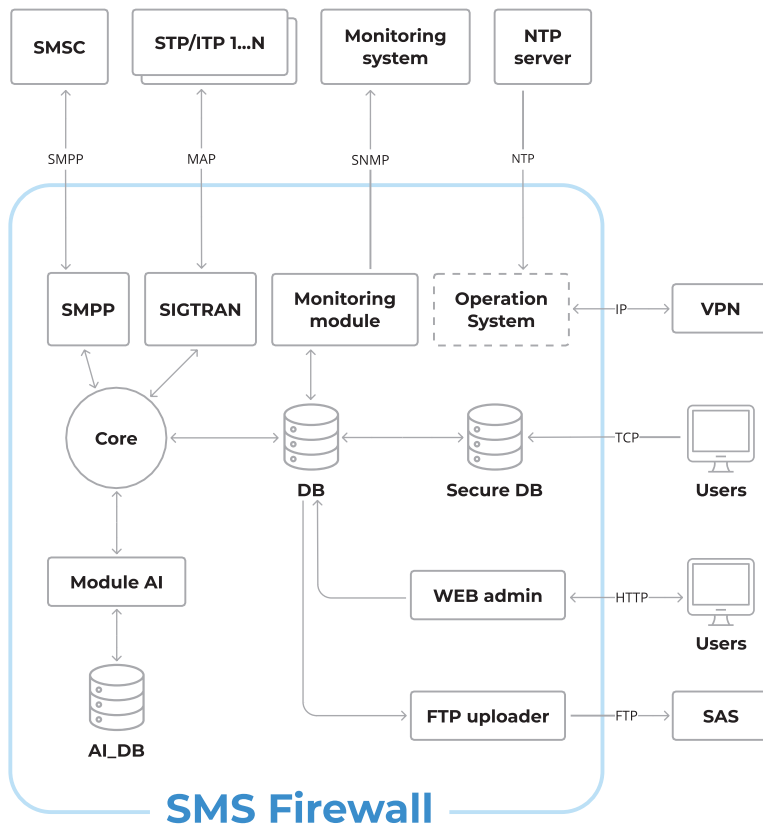 SMSC
STP/ITP 1...N
Monitoring
system
NTP
server
SMPP
MAP
SNMP
NTP
SMPP
SIGTRAN
Monitoring
module
Operation
System
IP
VPN
Core
DB
Secure DB
TCP
Users
Module AI
WEB admin
HTTP
Users
AI_DB
FTP uploader
FTP
SAS
SMS Firewall